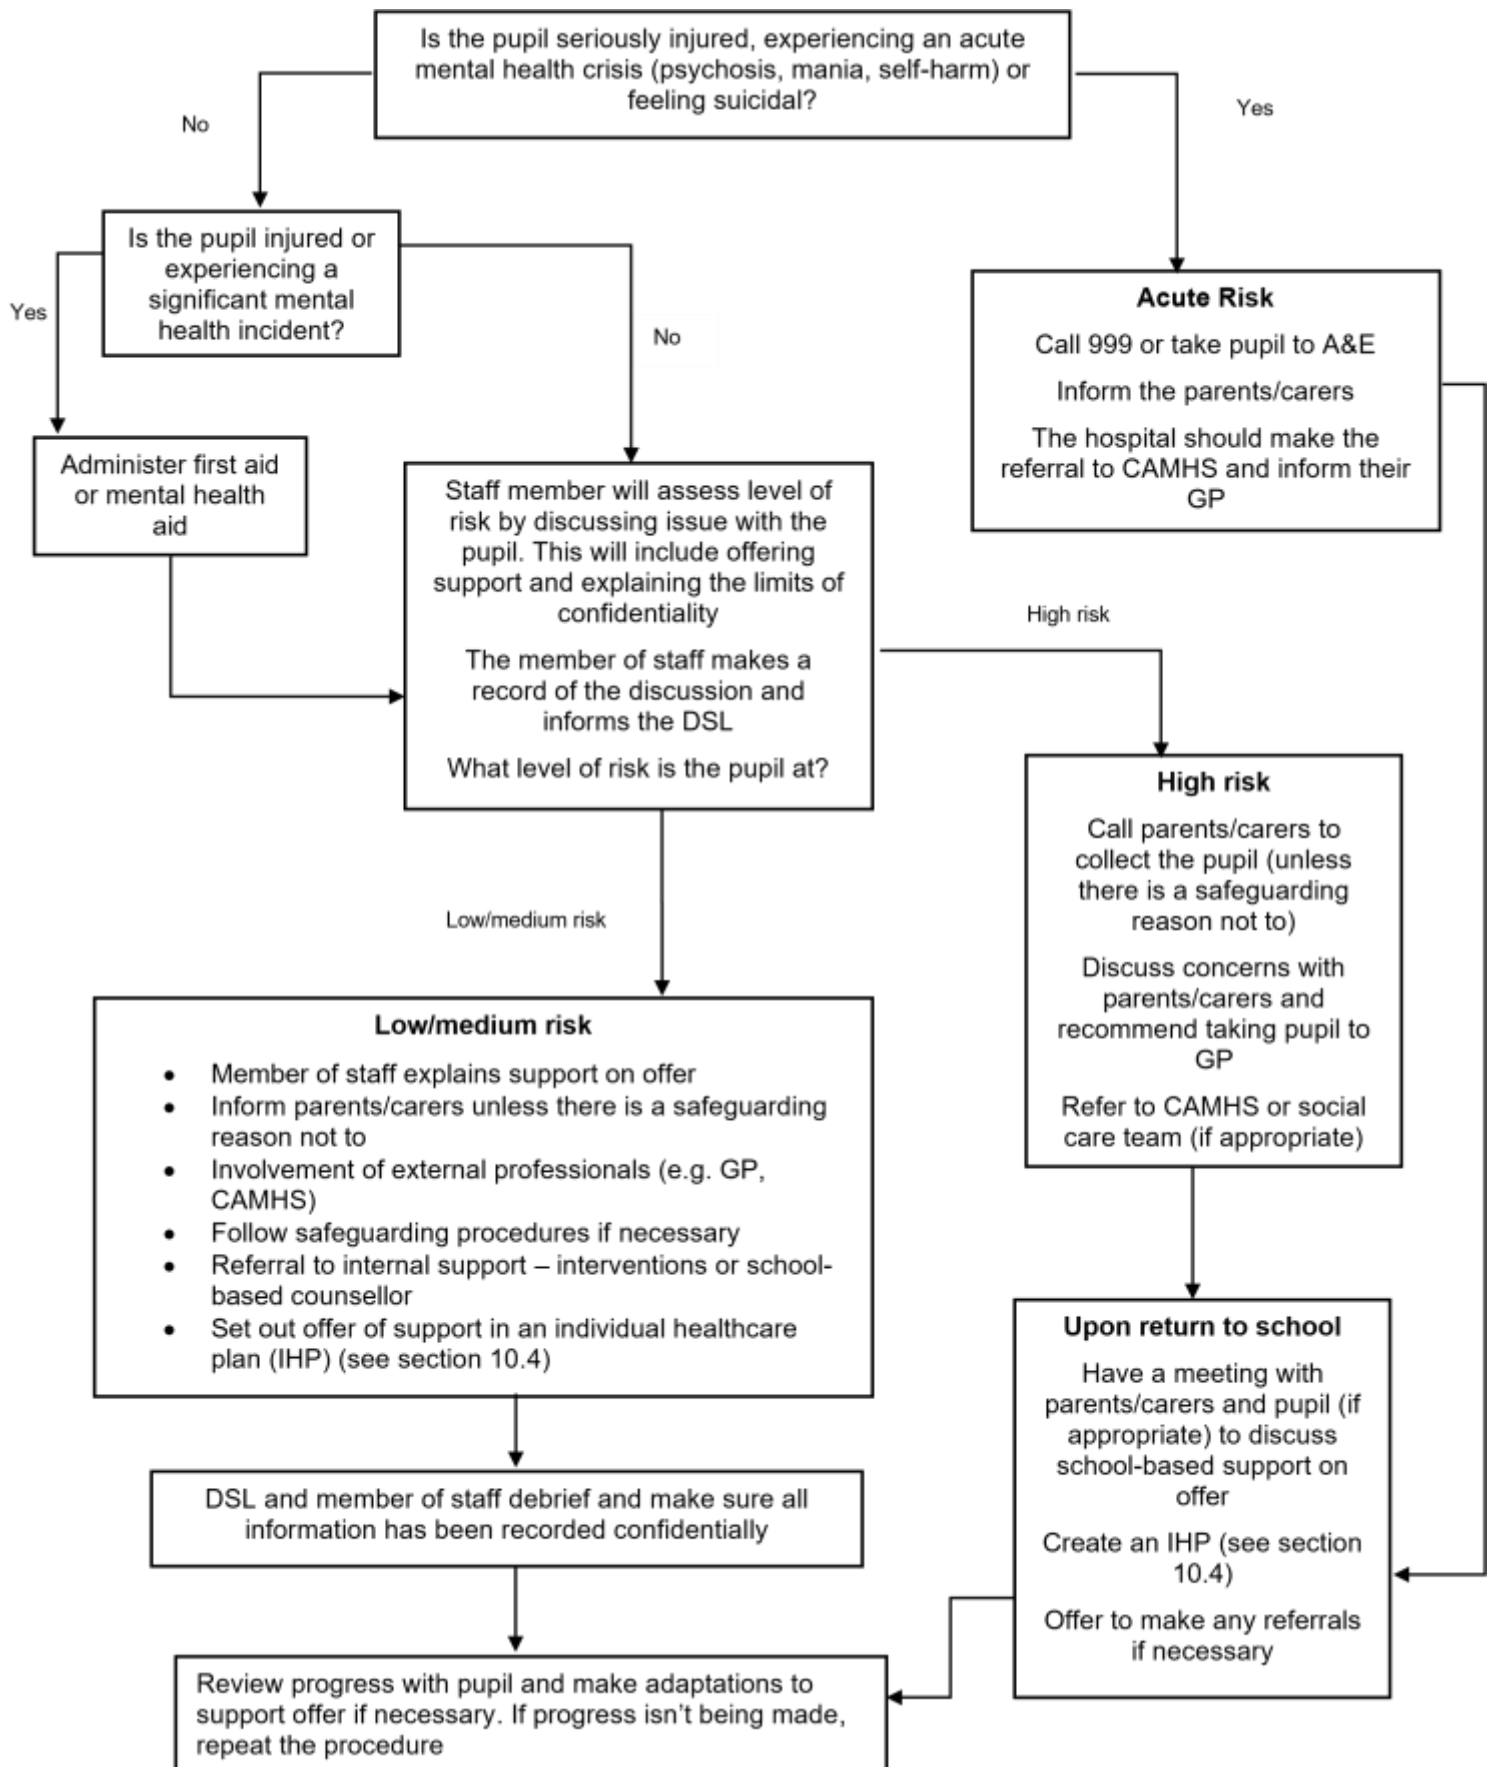 Is the pupil seriously injured, experiencing an acute
mental health crisis (psychosis, mania, self-harm) or
feeling suicidal?
No
Yes
Is the pupil injured or
experiencing a
significant mental
health incident?
Yes
No
Acute Risk
Call 999 or take pupil to A&E
Inform the parents/carers
The hospital should make the
referral to CAMHS and inform their
GP
Administer first aid
or mental health
aid
Staff member will assess level of
risk by discussing issue with the
pupil. This will include offering
support and explaining the limits of
confidentiality
The member of staff makes a
record of the discussion and
informs the DSL
What level of risk is the pupil at?
High risk
Low/medium risk
High risk
Call parents/carers to
collect the pupil (unless
there is a safeguarding
reason not to)
Discuss concerns with
parents/carers and
recommend taking pupil to
GP
Refer to CAMHS or social
care team (if appropriate)
Low/medium risk
• Member of staff explains support on offer
• Inform parents/carers unless there is a safeguarding
reason not to
• Involvement of external professionals (e.g. GP,
CAMHS)
• Follow safeguarding procedures if necessary
• Referral to internal support – interventions or school-
based counsellor
• Set out offer of support in an individual healthcare
plan (IHP) (see section 10.4)
Upon return to school
Have a meeting with
parents/carers and pupil (if
appropriate) to discuss
school-based support on
offer
Create an IHP (see section
10.4)
Offer to make any referrals
if necessary
DSL and member of staff debrief and make sure all
information has been recorded confidentially
Review progress with pupil and make adaptations to
support offer if necessary. If progress isn't being made,
repeat the procedure